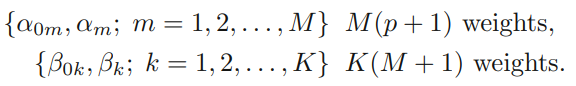 {α₀ₘ, αₘ; m = 1, 2, . . . , M} M(p + 1) weights,
{β₀ₖ, βₖ; k = 1, 2, . . . , K} K(M + 1) weights.